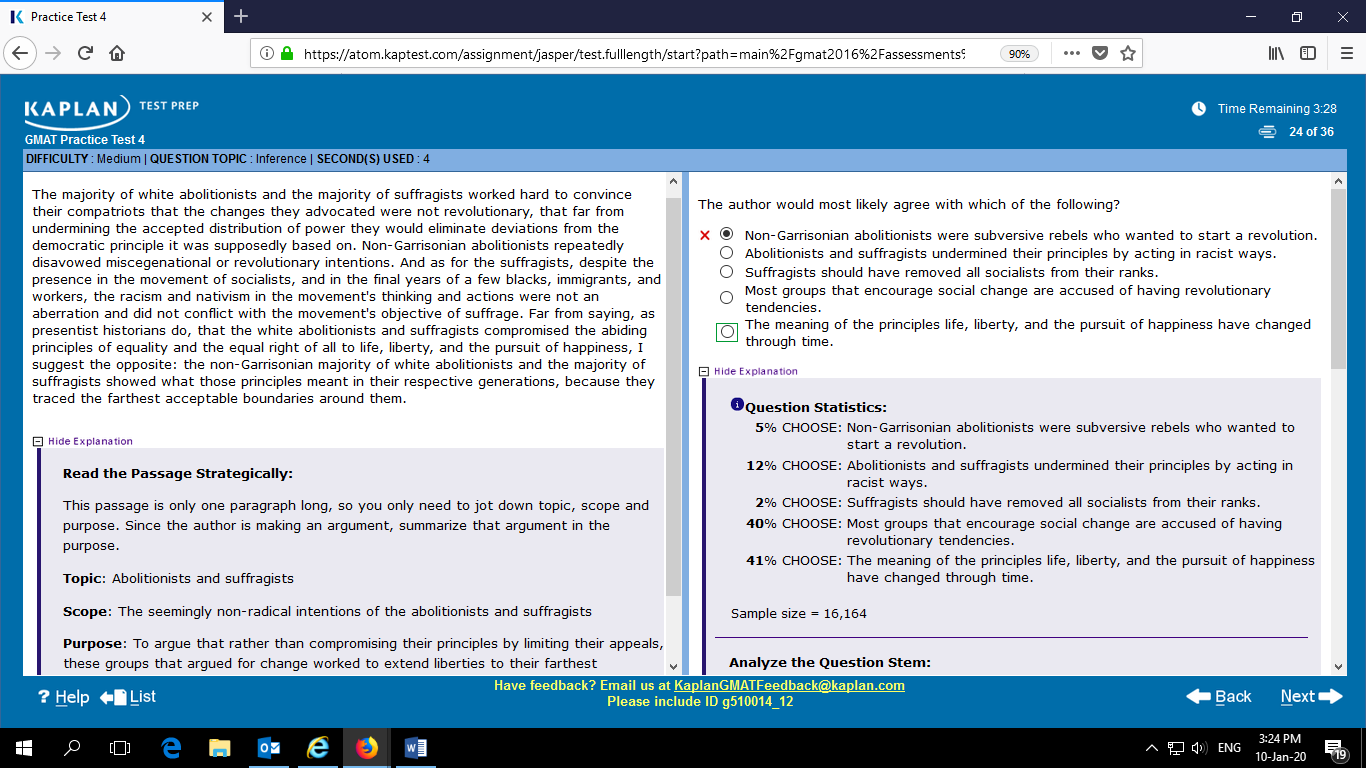 Practice Test 4
https://atom.kaptest.com/assignment/jasper/test.fulllength/start?path=main%2Fgmat2016%2Fassessments%
90%
KAPLAN TEST PREP
GMAT Practice Test 4
Time Remaining 3:28
24 of 36
DIFFICULTY : Medium | QUESTION TOPIC : Inference | SECOND(S) USED : 4
The majority of white abolitionists and the majority of suffragists worked hard to convince
their compatriots that the changes they advocated were not revolutionary, that far from
undermining the accepted distribution of power they would eliminate deviations from the
democratic principle it was supposedly based on. Non-Garrisonian abolitionists repeatedly
disavowed miscegenational or revolutionary intentions. And as for the suffragists, despite the
presence in the movement of socialists, and in the final years of a few blacks, immigrants, and
workers, the racism and nativism in the movement's thinking and actions were not an
aberration and did not conflict with the movement's objective of suffrage. Far from saying, as
presentist historians do, that the white abolitionists and suffragists compromised the abiding
principles of equality and the equal right of all to life, liberty, and the pursuit of happiness, I
suggest the opposite: the non-Garrisonian majority of white abolitionists and the majority of
suffragists showed what those principles meant in their respective generations, because they
traced the farthest acceptable boundaries around them.
Hide Explanation
Read the Passage Strategically:
This passage is only one paragraph long, so you only need to jot down topic, scope and
purpose. Since the author is making an argument, summarize that argument in the
purpose.
Topic: Abolitionists and suffragists
Scope: The seemingly non-radical intentions of the abolitionists and suffragists
Purpose: To argue that rather than compromising their principles by limiting their appeals,
these groups that argued for change worked to extend liberties to their farthest
The author would most likely agree with which of the following?
Non-Garrisonian abolitionists were subversive rebels who wanted to start a revolution.
Abolitionists and suffragists undermined their principles by acting in racist ways.
Suffragists should have removed all socialists from their ranks.
Most groups that encourage social change are accused of having revolutionary
tendencies.
The meaning of the principles life, liberty, and the pursuit of happiness have changed
through time.
Hide Explanation
Question Statistics:
5% CHOOSE: Non-Garrisonian abolitionists were subversive rebels who wanted to
start a revolution.
12% CHOOSE: Abolitionists and suffragists undermined their principles by acting in
racist ways.
2% CHOOSE: Suffragists should have removed all socialists from their ranks.
40% CHOOSE: Most groups that encourage social change are accused of having
revolutionary tendencies.
41% CHOOSE: The meaning of the principles life, liberty, and the pursuit of happiness
have changed through time.
Sample size = 16,164
Analyze the Question Stem:
? Help
List
Have feedback? Email us at KaplanGMATFeedback@kaplan.com
Please include ID g510014_12
Back
Next
ENG
3:24 PM
10-Jan-20
19